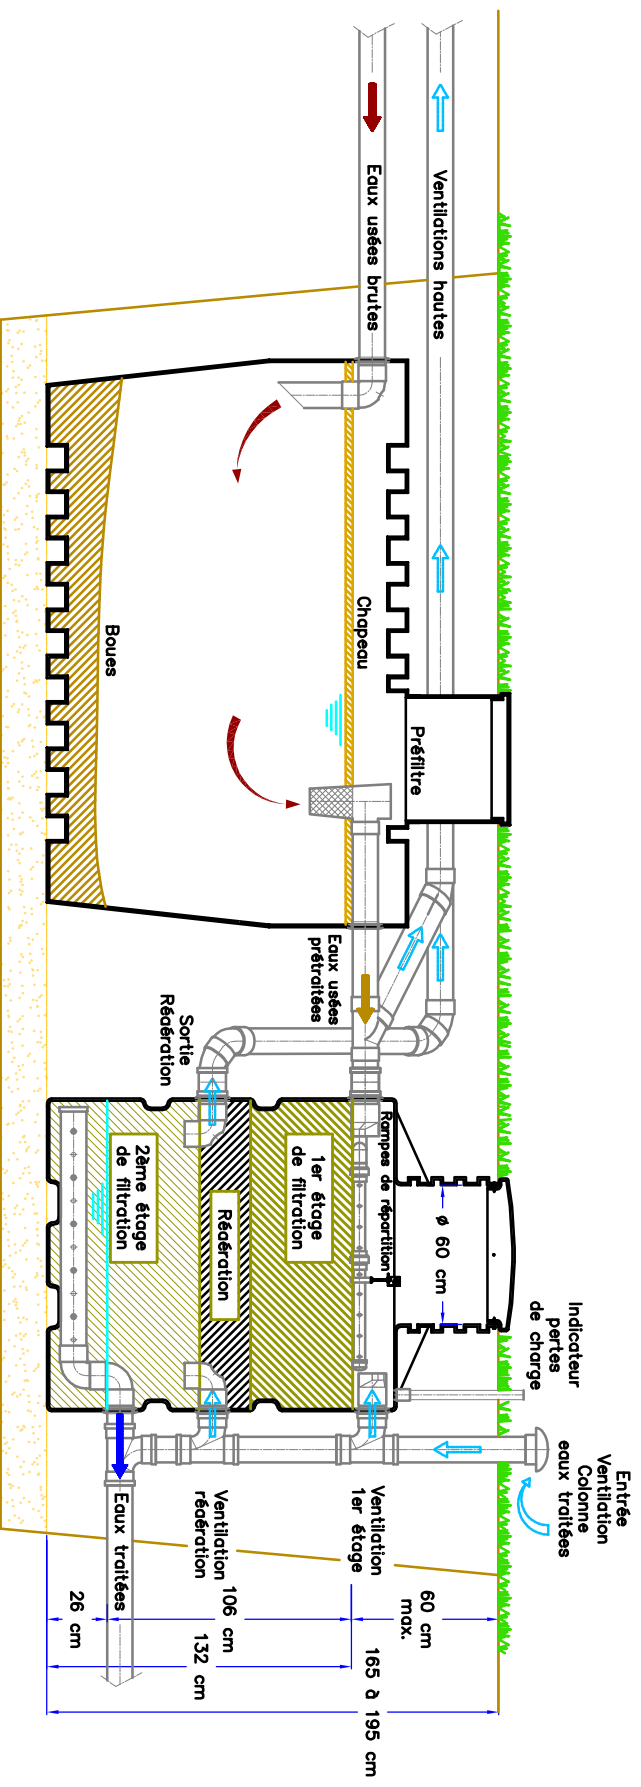 Entrée
Ventilation
Colonne
eaux traitées
Indicateur
pertes
de charge
Ventilations hautes
Eaux usées brutes
Préfiltre
ø 60 cm
60 cm
max.
Chapeau
Rampes de répartition
Ventilation
1er étage
165 à 195 cm
Eaux usées
prétraitées
1er étage
de filtration
Réaération
Ventilation
réaération
106 cm
132 cm
Sortie
Réaération
2ème étage
de filtration
Boues
Eaux traitées
26 cm